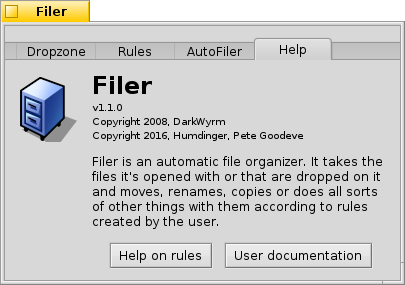 Filer
Dropzone Rules AutoFiler Help
Filer
v1.1.0
Copyright 2008, DarkWyrm
Copyright 2016, Humdinger, Pete Goodeve
Filer is an automatic file organizer. It takes the
files it's opened with or that are dropped on it
and moves, renames, copies or does all sorts
of other things with them according to rules
created by the user.
Help on rules User documentation